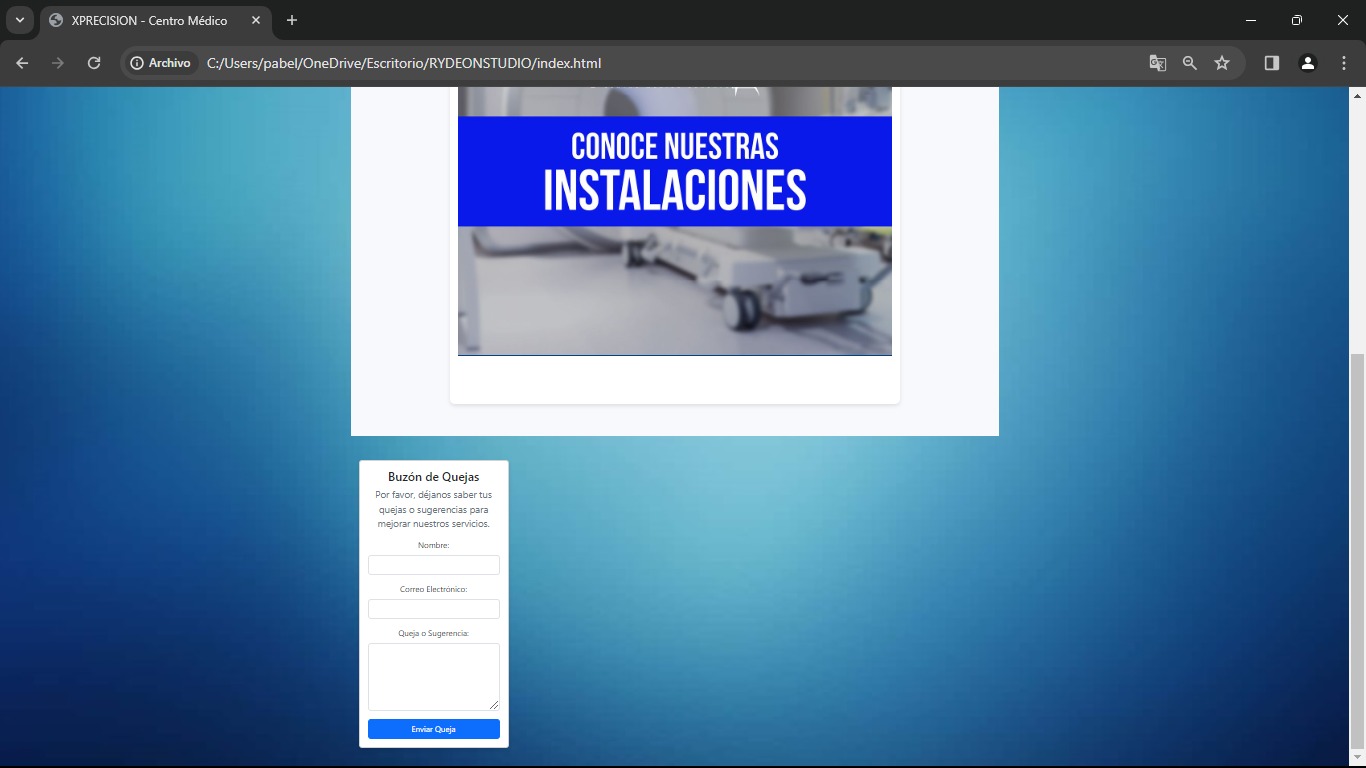 XPRECISION - Centro Médico
Archivo
C:/Users/pabel/OneDrive/Escritorio/RYDEONSTUDIO/index.html
CONOCE NUESTRAS
INSTALACIONES
Buzón de Quejas
Por favor, déjanos saber tus
quejas o sugerencias para
mejorar nuestros servicios.
Nombre:
Correo Electrónico:
Queja o Sugerencia:
Enviar Queja